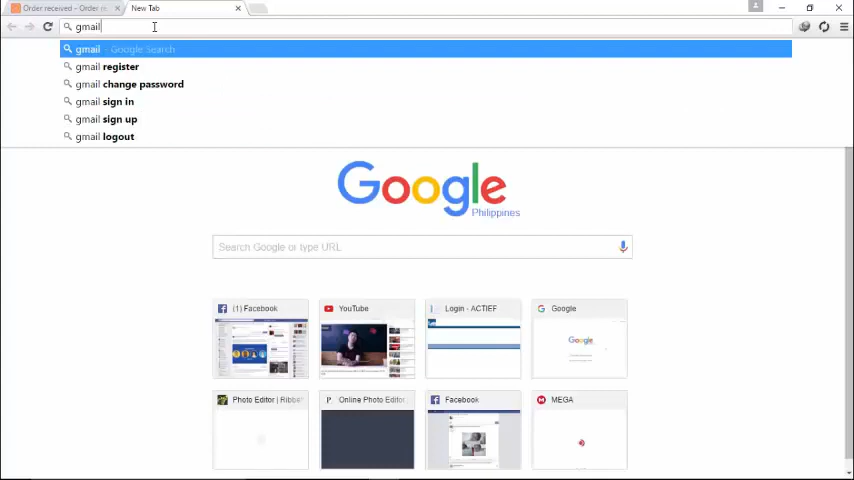 Order received - Order r
New Tab
gmail
gmail - Google Search
gmail register
gmail change password
gmail sign in
gmail sign up
gmail logout
Google
Philippines
Search Google or type URL
(1) Facebook
YouTube
Login - ACTIEF
Google
Photo Editor | Ribbe
Online Photo Editor
Facebook
MEGA